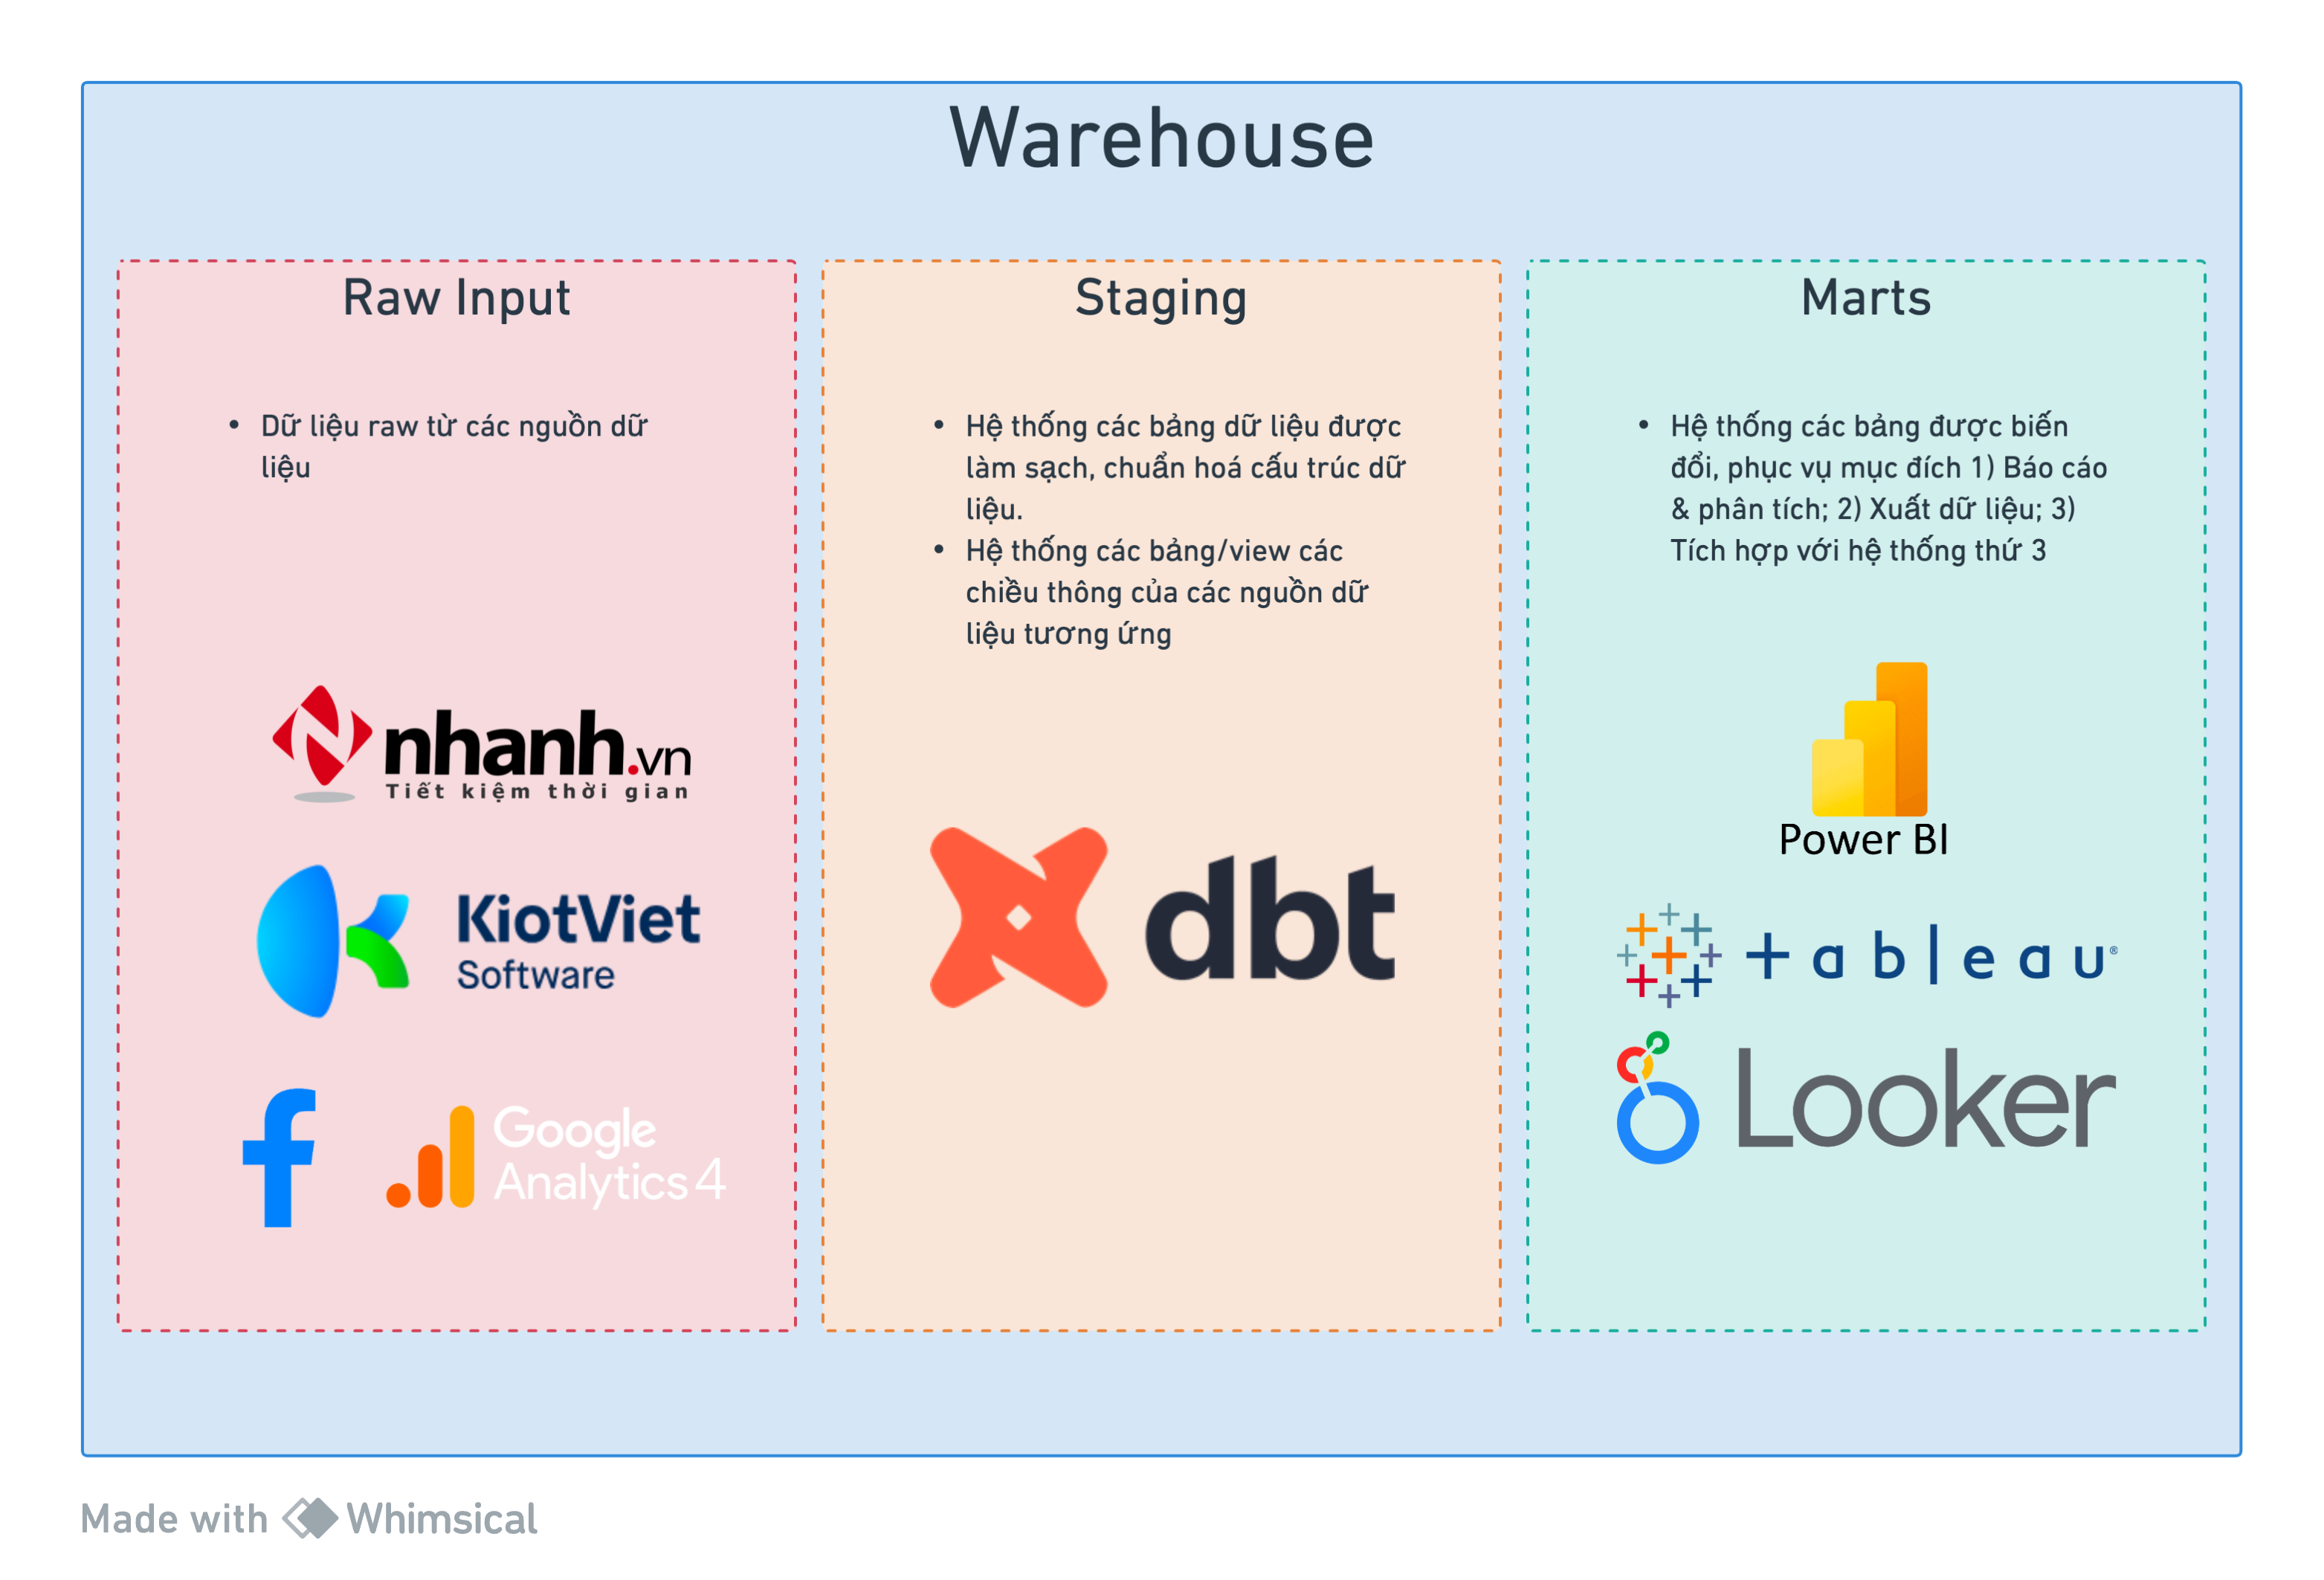 Warehouse
Raw Input
• Dữ liệu raw từ các nguồn dữ
liệu
nhanh.vn
Tiết kiệm thời gian
KiotViet
Software
Google
Analytics 4
Staging
• Hệ thống các bảng dữ liệu được
làm sạch, chuẩn hoá cấu trúc dữ
liệu.
• Hệ thống các bảng/view các
chiều thông của các nguồn dữ
liệu tương ứng
dbt
Marts
• Hệ thống các bảng được biến
đổi, phục vụ mục đích 1) Báo cáo
& phân tích; 2) Xuất dữ liệu; 3)
Tích hợp với hệ thống thứ 3
Power BI
+ableau®
Looker
Made with Whimsical